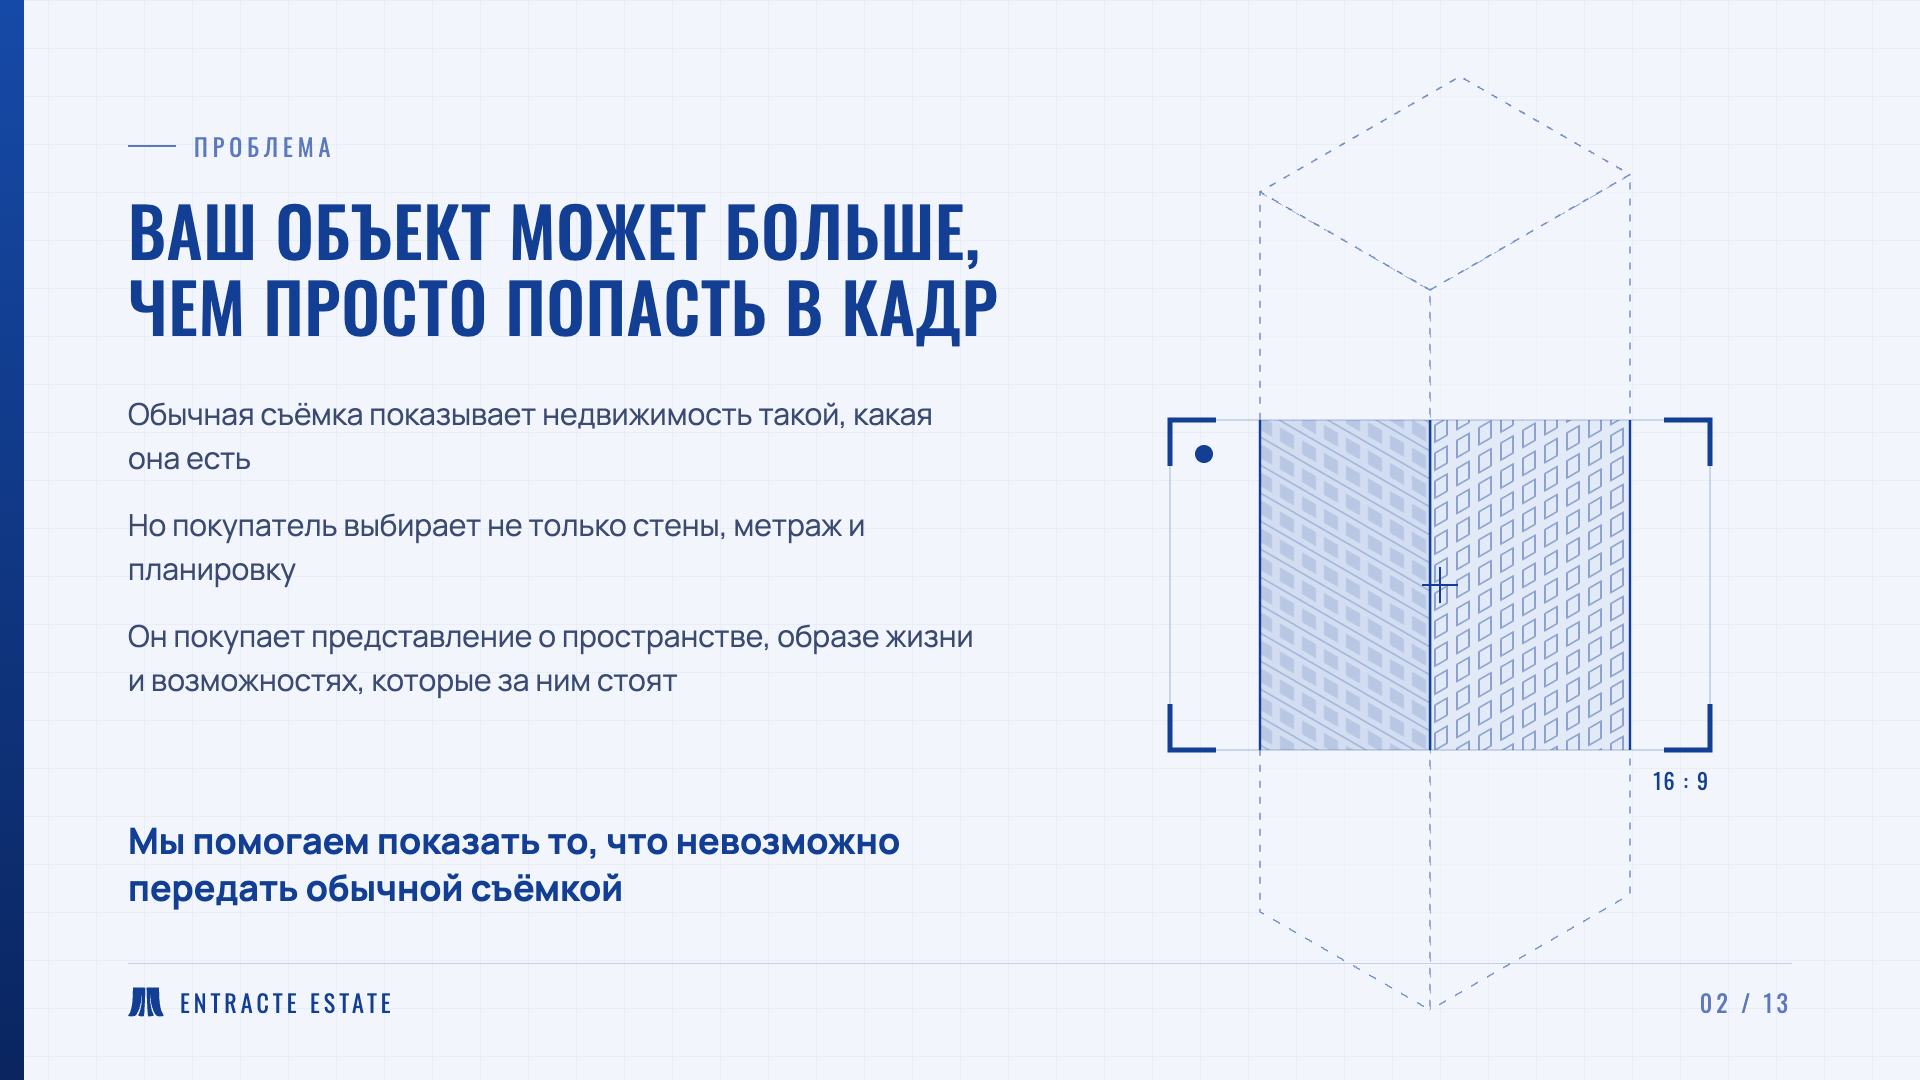 ПРОБЛЕМА
ВАШ ОБЪЕКТ МОЖЕТ БОЛЬШЕ,
ЧЕМ ПРОСТО ПОПАСТЬ В КАДР
Обычная съёмка показывает недвижимость такой, какая
она есть
Но покупатель выбирает не только стены, метраж и
планировку
Он покупает представление о пространстве, образе жизни
и возможностях, которые за ним стоят
16 : 9
Мы помогаем показать то, что невозможно
передать обычной съёмкой
ENTRACTE ESTATE
02 / 13